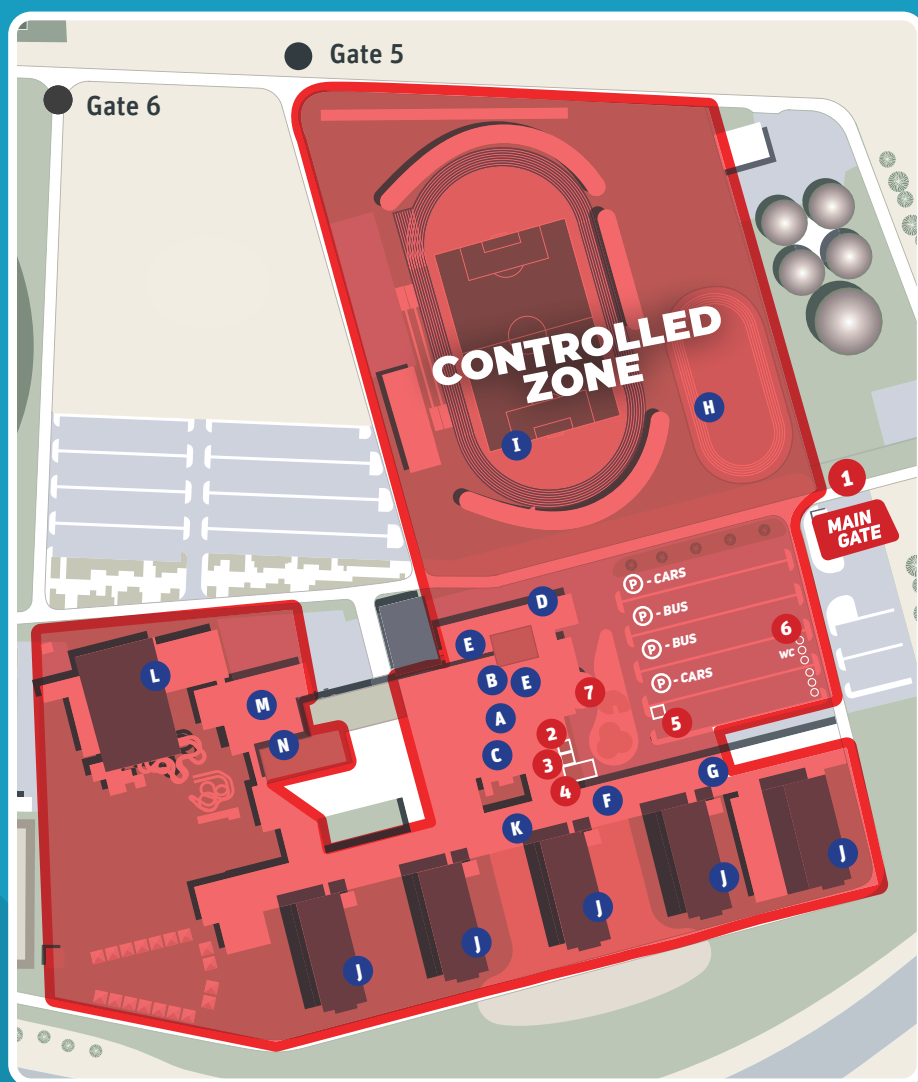 Gate 5
Gate 6
CONTROLLED
ZONE
H
I
1
MAIN
GATE
P - CARS
D
P - BUS
6
E
P - BUS
WC
L
B
E
P - CARS
7
M
A
5
2
N
C
3
G
4
F
K
J
J
J
J
J